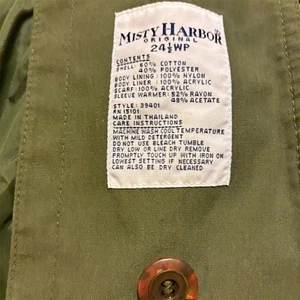 MISTY HARBOR
ORIGINAL
24½WP
CONTENTS
SHELL: 60% COTTON
40% POLYESTER
BODY LINING: 100% NYLON
BODY LINER: 100% ACRYLIC
SCARF: 100% ACRYLIC
SLEEVE WARMER: 52% RAYON
48% ACETATE
STYLE: 39401
RN 15101
MADE IN THAILAND
CARE INSTRUCTIONS
MACHINE WASH COOL TEMPERATURE
WITH MILD DETERGENT
DO NOT USE BLEACH TUMBLE
DRY LOW OR LINE DRY REMOVE
PROMPTLY TOUCH UP WITH IRON ON
LOWEST SETTING IF NECESSARY
CAN ALSO BE DRY CLEANED